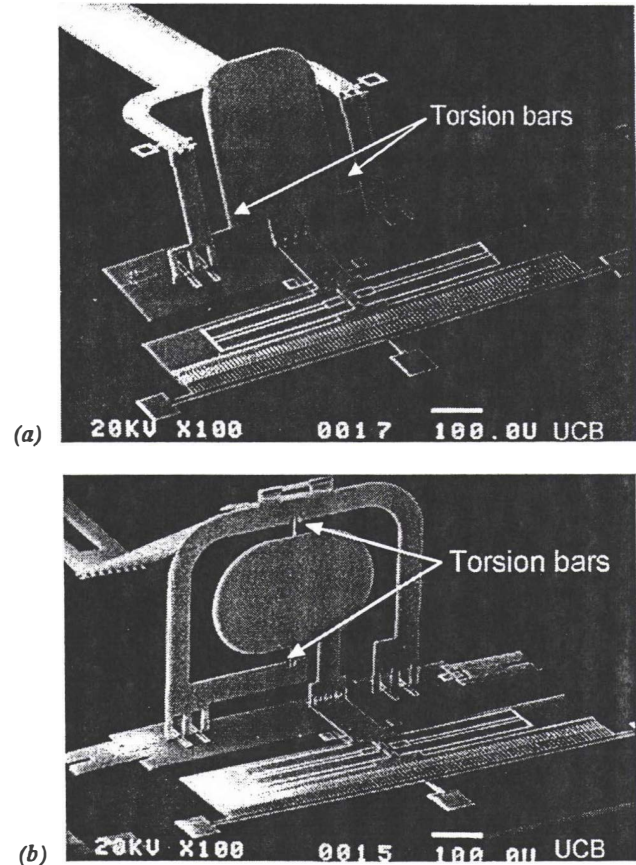 Torsion bars
(a)
20KV X100 0017 100.0U UCB
Torsion bars
(b)
20KV X100 0015 100.0U UCB